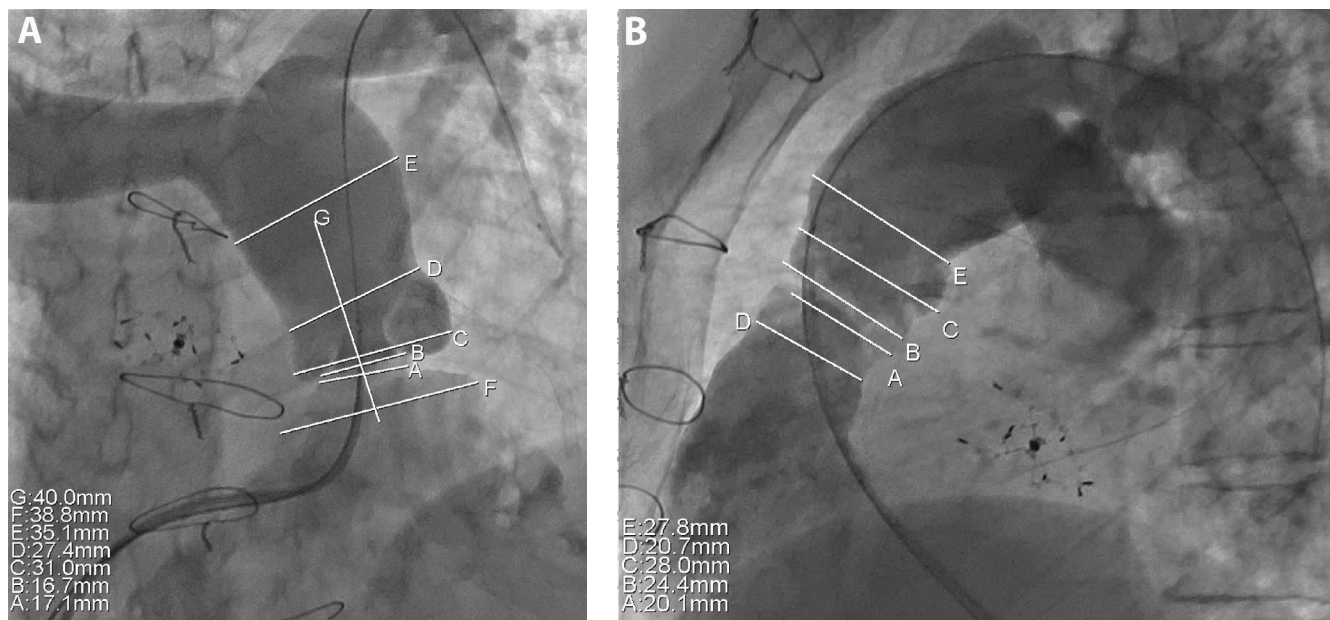 A
E
G
D
C
B
A
F
G:40.0mm
F:38.8mm
E:35.1mm
D:27.4mm
C:31.0mm
B:16.7mm
A:17.1mm
B
E
C
D
B
A
E:27.8mm
D:20.7mm
C:28.0mm
B:24.4mm
A:20.1mm